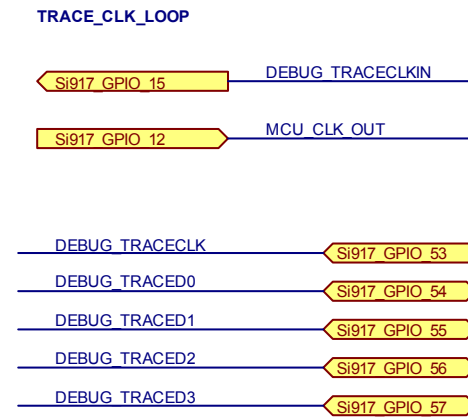 TRACE_CLK_LOOP
Si917_GPIO_15 DEBUG_TRACECLKIN
Si917_GPIO_12 MCU_CLK_OUT
DEBUG_TRACECLK Si917_GPIO_53
DEBUG_TRACED0 Si917_GPIO_54
DEBUG_TRACED1 Si917_GPIO_55
DEBUG_TRACED2 Si917_GPIO_56
DEBUG_TRACED3 Si917_GPIO_57